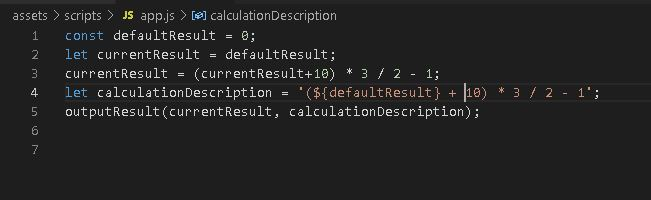 assets > scripts > JS app.js > calculationDescription
1 const defaultResult = 0;
2 let currentResult = defaultResult;
3 currentResult = (currentResult+10) * 3 / 2 - 1;
4 let calculationDescription = '(${defaultResult} + 10) * 3 / 2 - 1';
5 outputResult(currentResult, calculationDescription);
6
7